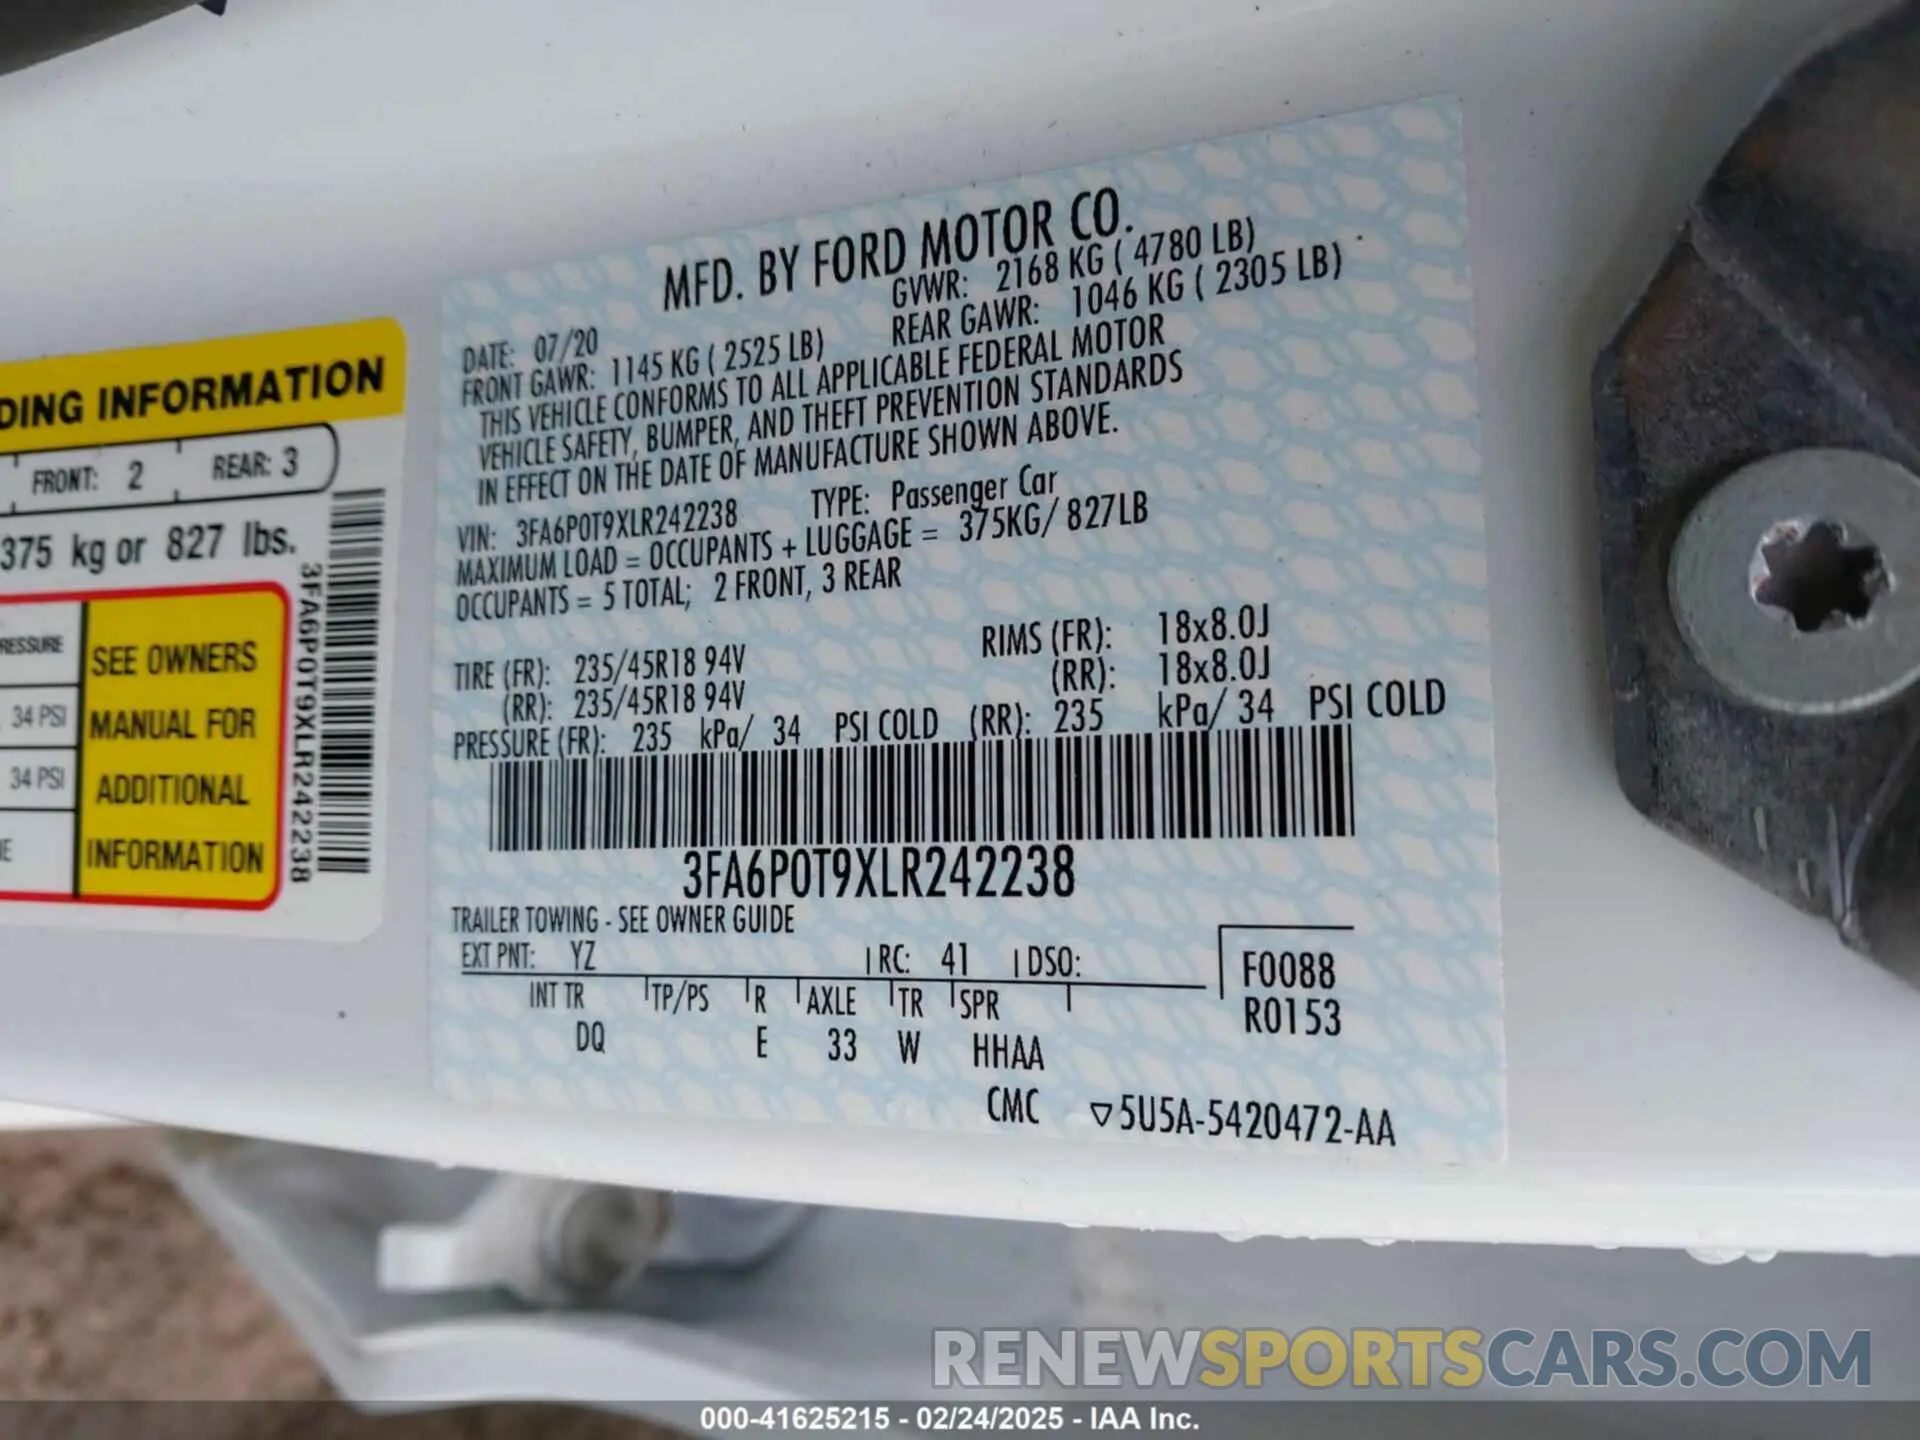 DING INFORMATION
FRONT: 2 REAR: 3
375 kg or 827 lbs.
RESSURE
34 PSI
34 PSI
SEE OWNERS
MANUAL FOR
ADDITIONAL
INFORMATION
3FA6P0T9XLR242238
MFD. BY FORD MOTOR CO.
DATE: 07/20 GVWR: 2168 KG ( 4780 LB)
FRONT GAWR: 1145 KG ( 2525 LB) REAR GAWR: 1046 KG ( 2305 LB)
THIS VEHICLE CONFORMS TO ALL APPLICABLE FEDERAL MOTOR
VEHICLE SAFETY, BUMPER, AND THEFT PREVENTION STANDARDS
IN EFFECT ON THE DATE OF MANUFACTURE SHOWN ABOVE.
VIN: 3FA6P0T9XLR242238 TYPE: Passenger Car
MAXIMUM LOAD = OCCUPANTS + LUGGAGE = 375KG/ 827LB
OCCUPANTS = 5 TOTAL; 2 FRONT, 3 REAR
TIRE (FR): 235/45R18 94V RIMS (FR): 18x8.0J
(RR): 235/45R18 94V (RR): 18x8.0J
PRESSURE (FR): 235 kPa/ 34 PSI COLD (RR): 235 kPa/ 34 PSI COLD
3FA6P0T9XLR242238
TRAILER TOWING - SEE OWNER GUIDE
EXT PNT: YZ RC: 41 DSO:
INT TR TP/PS R AXLE TR SPR
DQ E 33 W HHAA
F0088
R0153
CMC ▽5U5A-5420472-AA
RENEWSPORTSCARS.COM
000-41625215 - 02/24/2025 - IAA Inc.